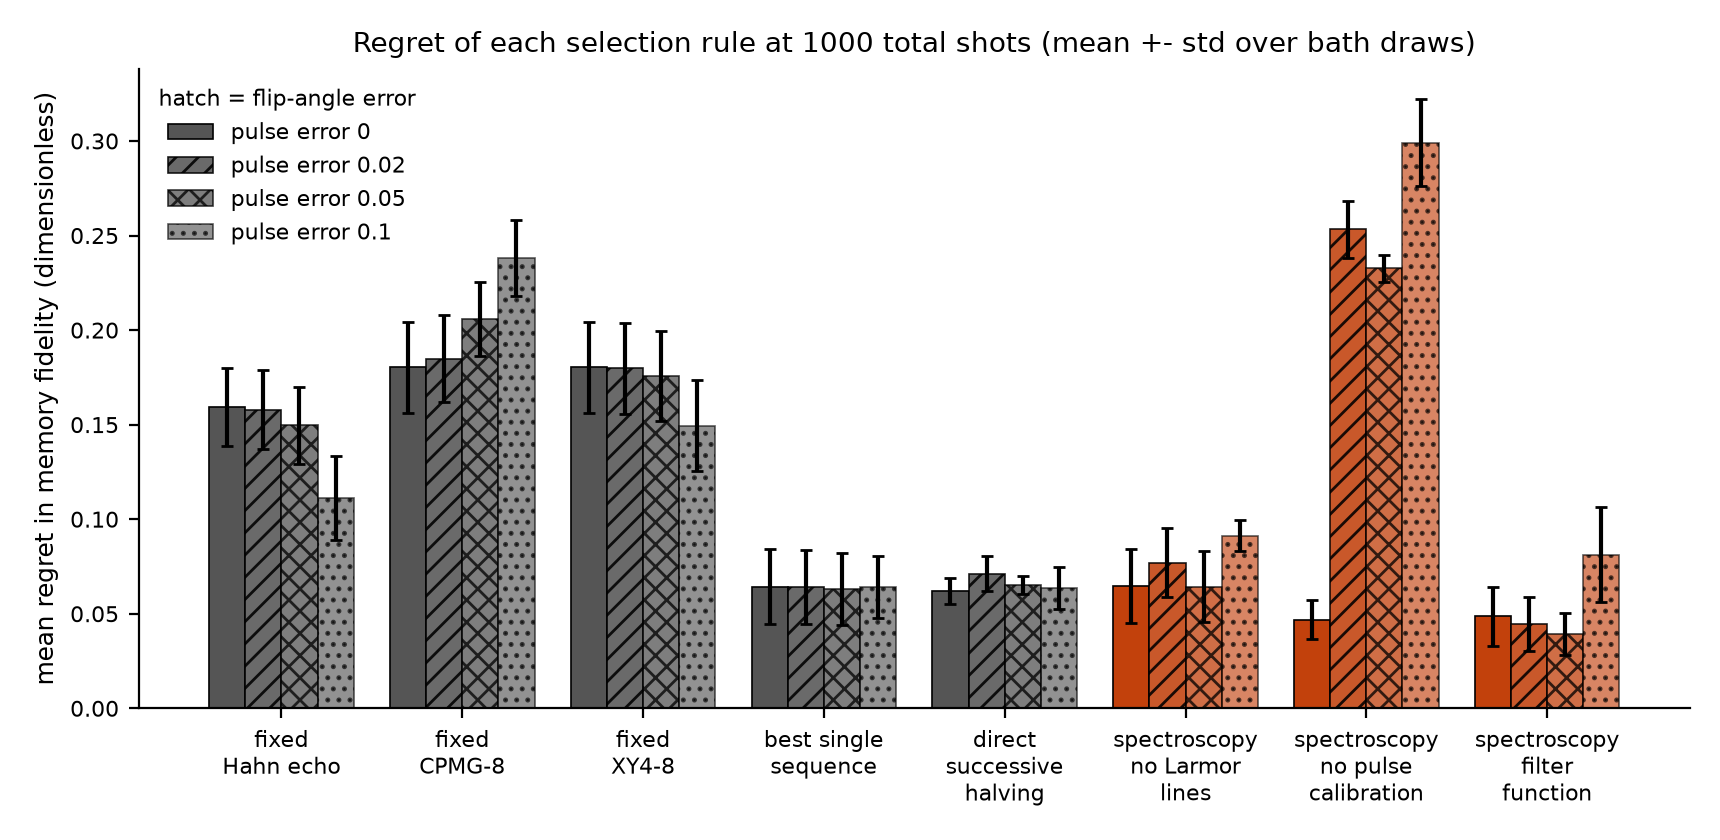 Regret of each selection rule at 1000 total shots (mean +- std over bath draws)
mean regret in memory fidelity (dimensionless)
0.30
0.25
0.20
0.15
0.10
0.05
0.00
hatch = flip-angle error
pulse error 0
pulse error 0.02
pulse error 0.05
pulse error 0.1
fixed
Hahn echo
fixed
CPMG-8
fixed
XY4-8
best single
sequence
direct
successive
halving
spectroscopy
no Larmor
lines
spectroscopy
no pulse
calibration
spectroscopy
filter
function